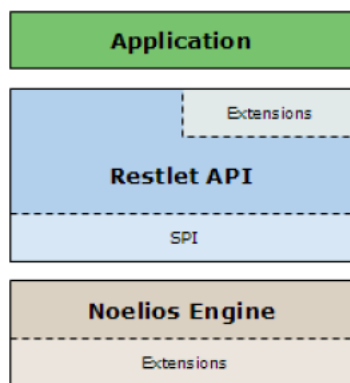 Application
Extensions
Restlet API
SPI
Noelios Engine
Extensions